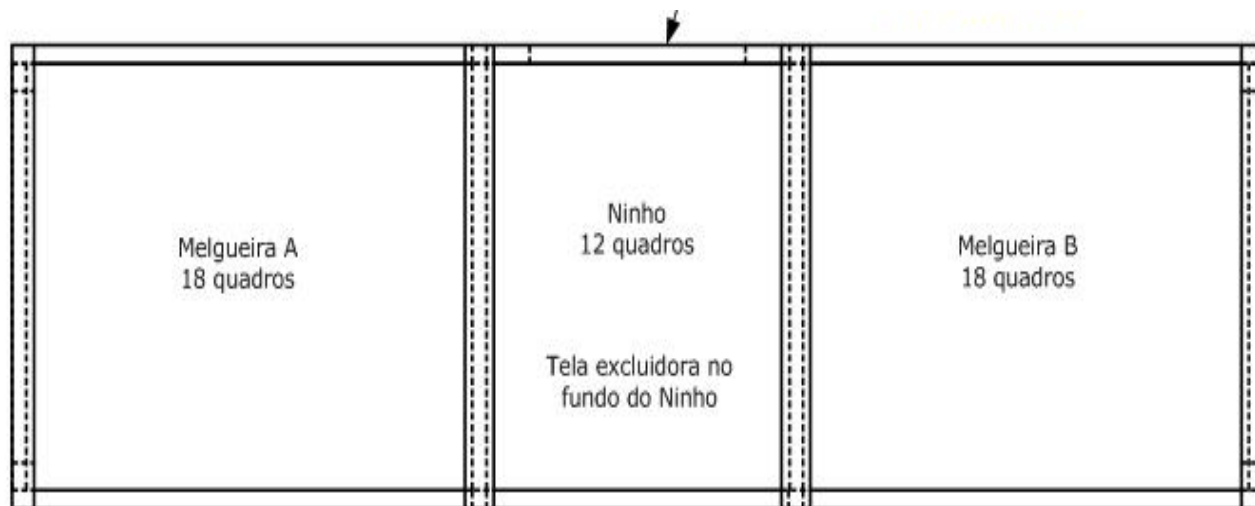 Melgueira A
18 quadros
Ninho
12 quadros
Tela excluidora no
fundo do Ninho
Melgueira B
18 quadros